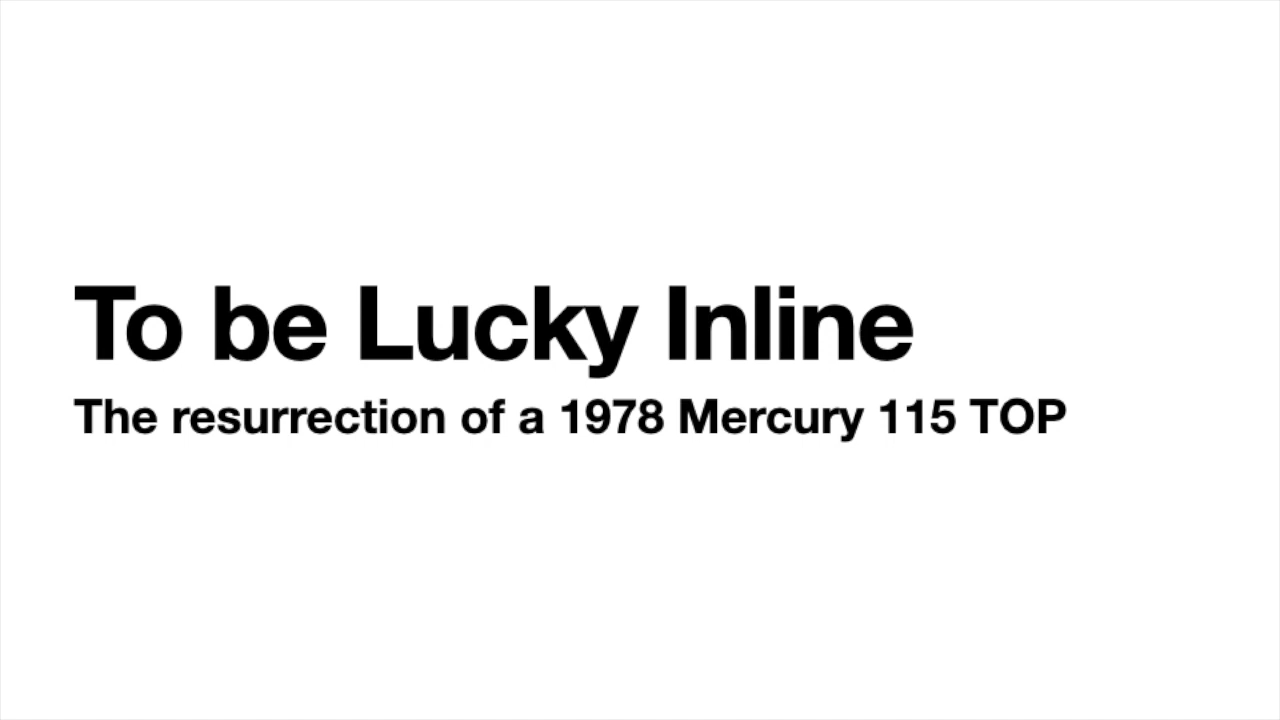 To be Lucky Inline
The resurrection of a 1978 Mercury 115 TOP